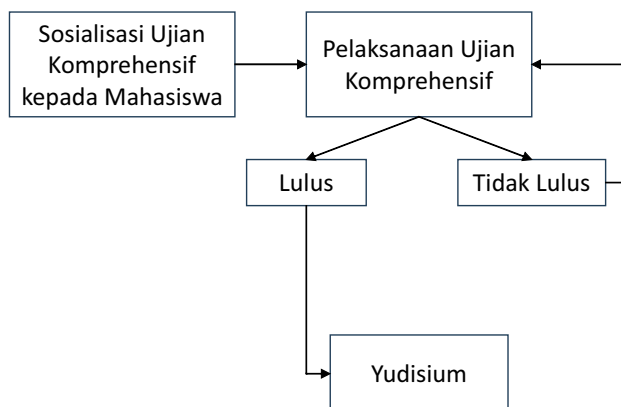 Sosialisasi Ujian
Komprehensif
kepada Mahasiswa
Pelaksanaan Ujian
Komprehensif
Lulus
Tidak Lulus
Yudisium